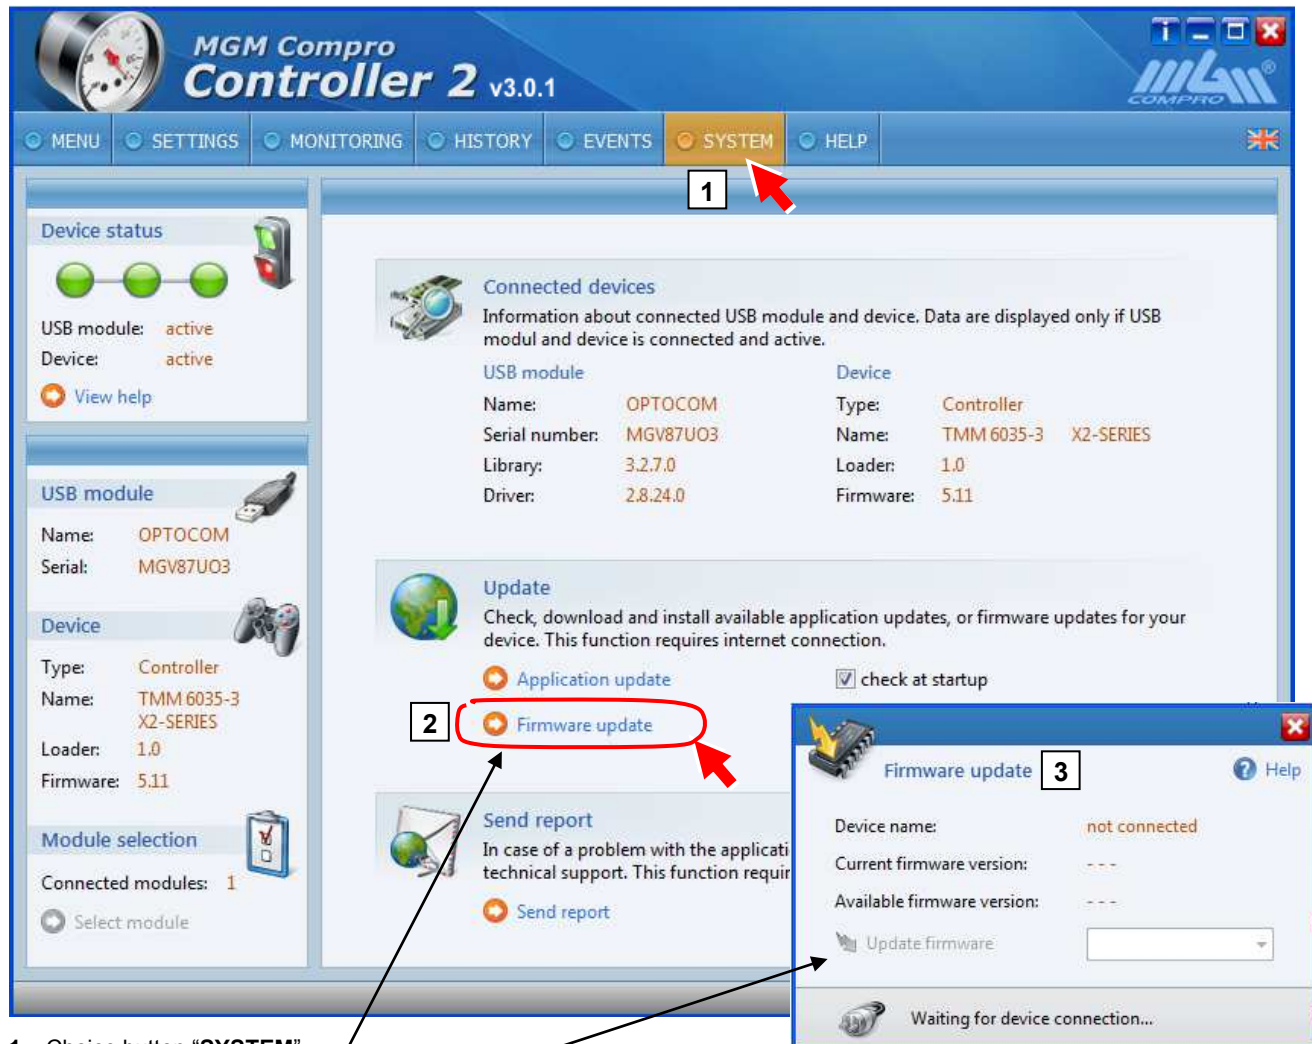 MGM Compro
Controller 2 v3.0.1
i
mgm®
COMPRO
MENU SETTINGS MONITORING HISTORY EVENTS SYSTEM HELP
1
Device status
USB module: active
Device: active
View help
USB module
Name: OPTOCOM
Serial: MGV87UO3
Device
Type: Controller
Name: TMM 6035-3
X2-SERIES
Loader: 1.0
Firmware: 5.11
Module selection
Connected modules: 1
Select module
Connected devices
Information about connected USB module and device. Data are displayed only if USB
modul and device is connected and active.
USB module Device
Name: OPTOCOM Type: Controller
Serial number: MGV87UO3 Name: TMM 6035-3 X2-SERIES
Library: 3.2.7.0 Loader: 1.0
Driver: 2.8.24.0 Firmware: 5.11
Update
Check, download and install available application updates, or firmware updates for your
device. This function requires internet connection.
Application update check at startup
2 Firmware update
Send report
In case of a problem with the applicati
technical support. This function requir
Send report
Firmware update 3 Help
Device name: not connected
Current firmware version: - - -
Available firmware version: - - -
Update firmware
Waiting for device connection...
"SYSTEM"